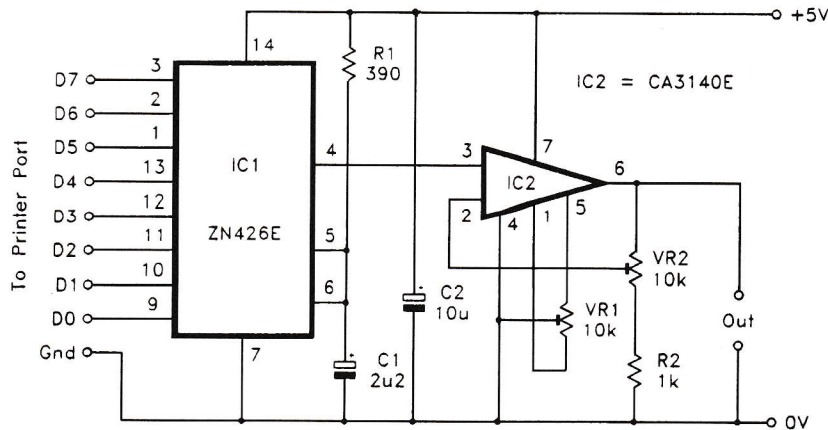 +5V
14
R1
390
IC2 = CA3140E
To Printer Port
D7 3
D6 2
D5 1
D4 13
D3 12
D2 11
D1 10
D0 9
Gnd
IC1
ZN426E
4
5
6
7
3
2
7
IC2
6
4
1
5
VR2
10k
VR1
10k
C2
10u
+
C1
2u2
+
R2
1k
Out
0V